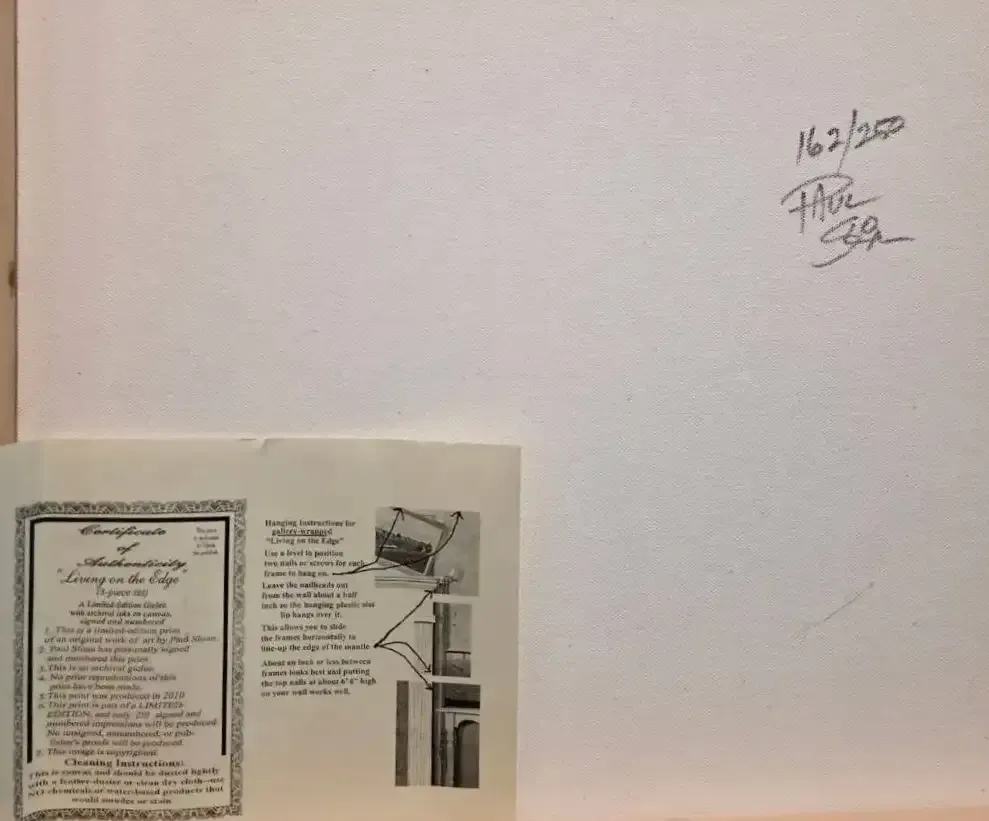 162/250
PAUL
Certificate
of
Authenticity
"Living on the Edge"
(3-piece set)
A Limited-Edition Giclee
with archival inks on canvas,
signed and numbered
1. This is a limited-edition print
of an original work of art by Paul Sloan.
2. Paul Sloan has personally signed
and numbered this print.
3. This is an archival giclee.
4. No prior reproductions of this
print have been made.
5. This print was produced in 2010
6. This print is part of a LIMITED
EDITION, and only 250 signed and
numbered impressions will be produced.
No unsigned, unnumbered, or pub-
lisher's proofs will be produced.
7. This image is copyrighted.
Cleaning Instructions:
This is canvas and should be dusted lightly
with a feather-duster or clean dry cloth—use
NO chemicals or water-based products that
would smudge or stain
Hanging Instructions for
gallery-wrapped
"Living on the Edge"
Use a level to position
two nails or screws for each
frame to hang on.
Leave the nailheads out
from the wall about a half
inch so the hanging plastic
lip hangs over it.
This allows you to slide
the frames horizontally to
line-up the edge of the mantle
About an inch or less between
frames looks best and putting
the top nails at about 6'6" high
on your wall works well.